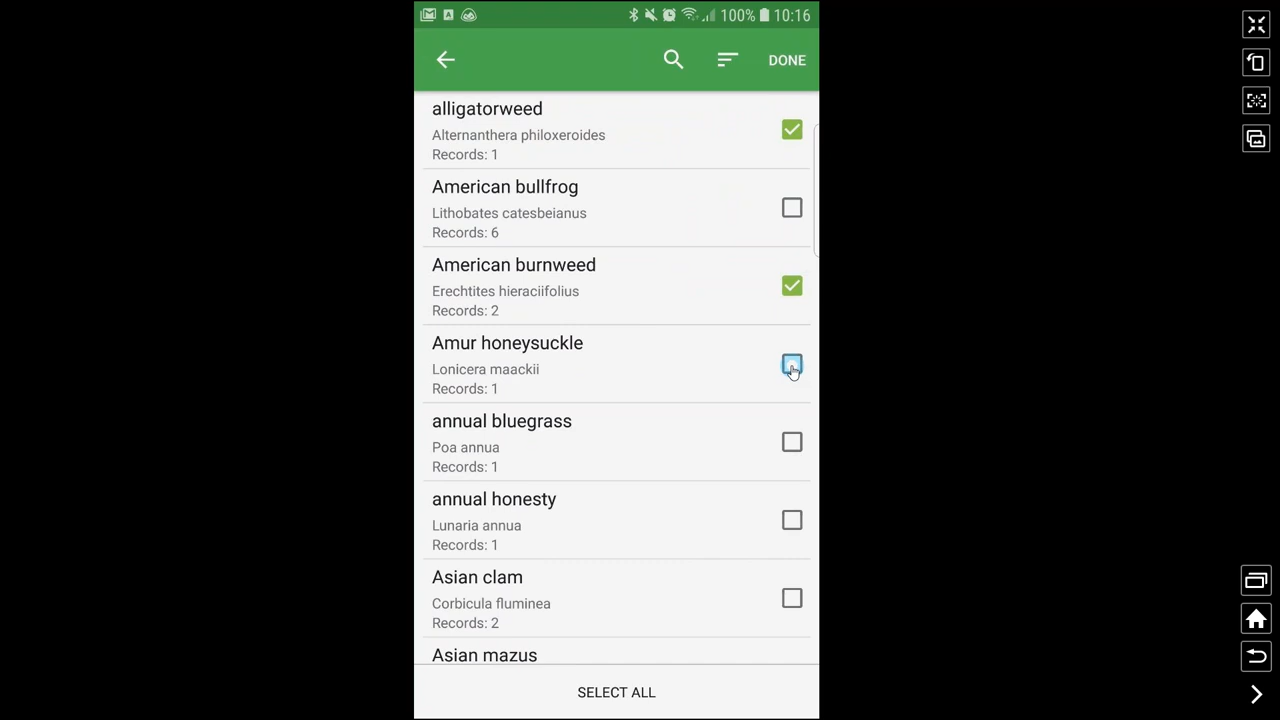 100% 10:16
DONE
alligatorweed
Alternanthera philoxeroides
Records: 1
American bullfrog
Lithobates catesbeianus
Records: 6
American burnweed
Erechtites hieraciifolius
Records: 2
Amur honeysuckle
Lonicera maackii
Records: 1
annual bluegrass
Poa annua
Records: 1
annual honesty
Lunaria annua
Records: 1
Asian clam
Corbicula fluminea
Records: 2
Asian mazus
SELECT ALL